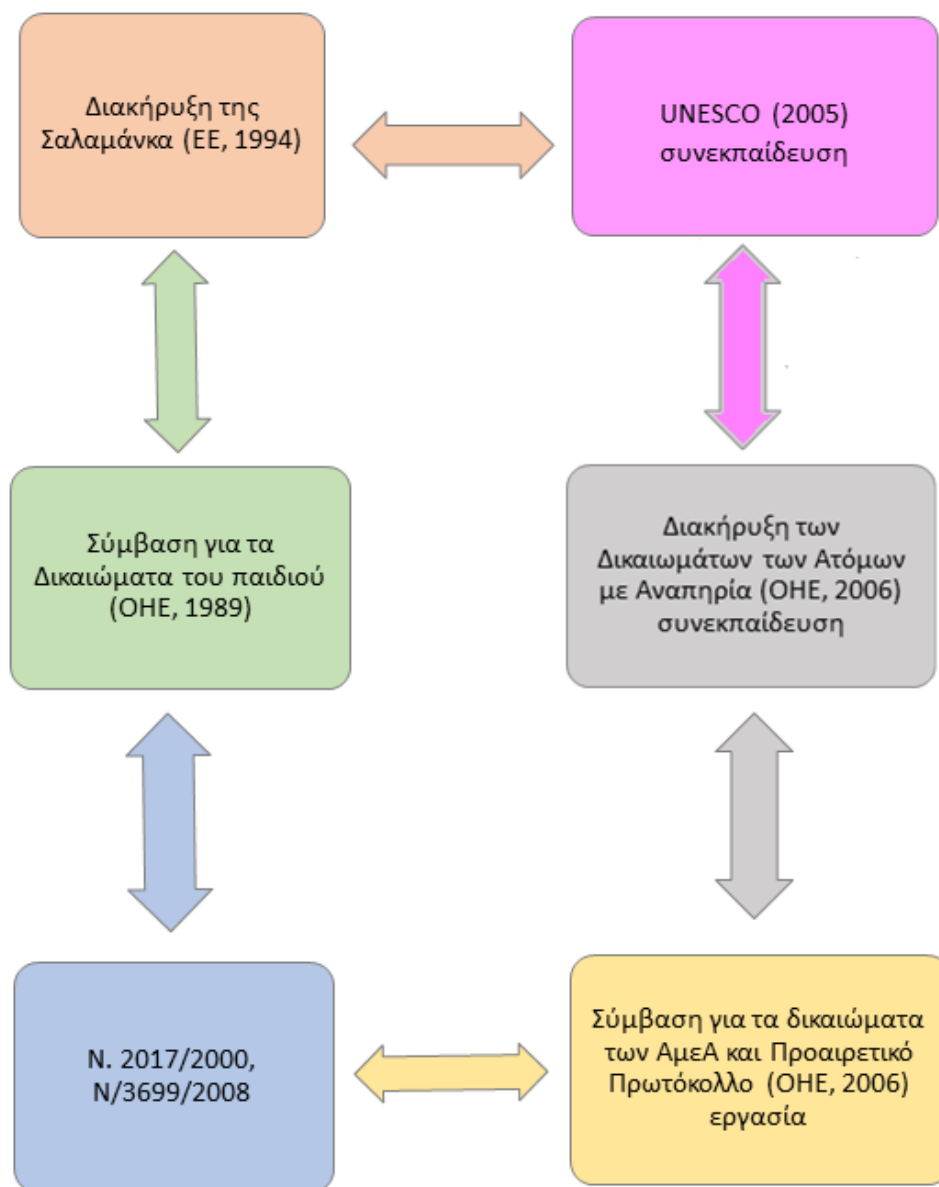 Διακήρυξη της
Σαλαμάνκα (ΕΕ, 1994)
UNESCO (2005)
συνεκπαίδευση
Σύμβαση για τα
Δικαιώματα του παιδιού
(ΟΗΕ, 1989)
Διακήρυξη των
Δικαιωμάτων των Ατόμων
με Αναπηρία (ΟΗΕ, 2006)
συνεκπαίδευση
Ν. 2017/2000,
Ν/3699/2008
Σύμβαση για τα δικαιώματα
των ΑμεΑ και Προαιρετικό
Πρωτόκολλο (ΟΗΕ, 2006)
εργασία